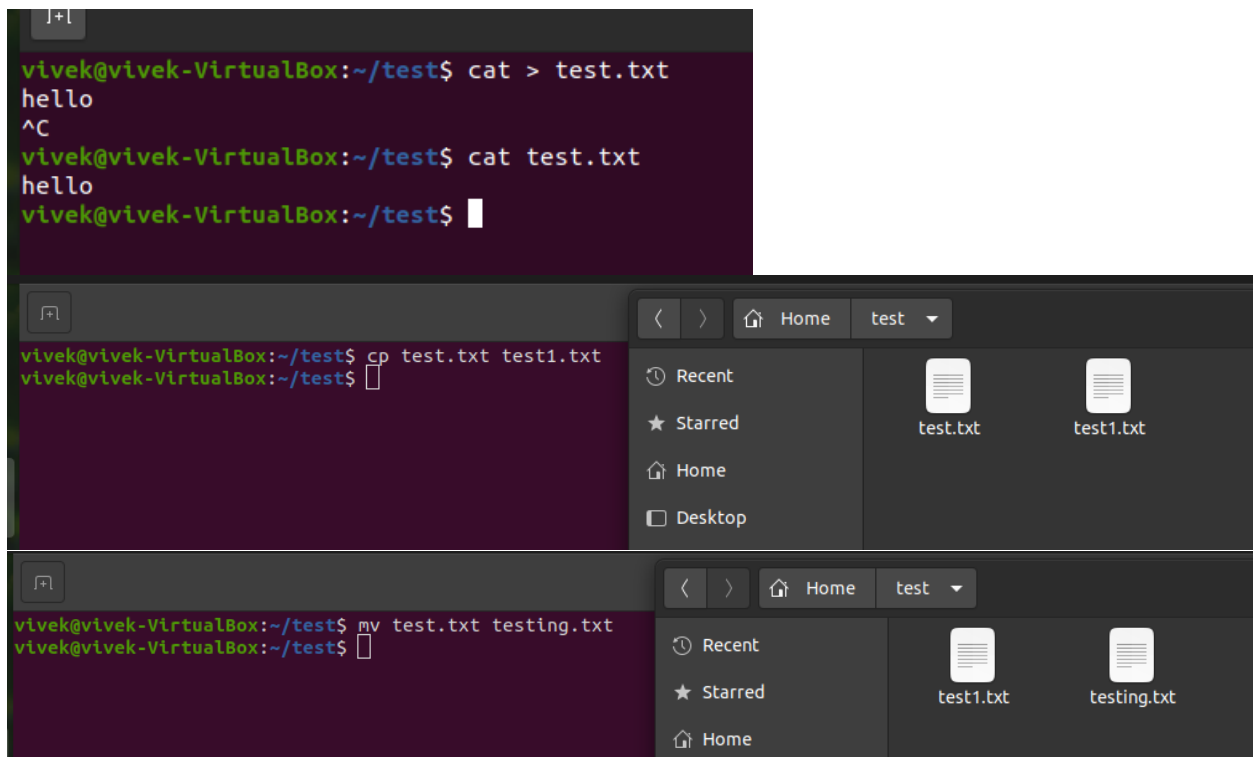 vivek@vivek-VirtualBox:~/test$ cat > test.txt
hello
^C
vivek@vivek-VirtualBox:~/test$ cat test.txt
hello
vivek@vivek-VirtualBox:~/test$
Home test
vivek@vivek-VirtualBox:~/test$ cp test.txt test1.txt
vivek@vivek-VirtualBox:~/test$
Recent
Starred
Home
Desktop
test.txt test1.txt
Home test
vivek@vivek-VirtualBox:~/test$ mv test.txt testing.txt
vivek@vivek-VirtualBox:~/test$
Recent
Starred
Home
test1.txt testing.txt